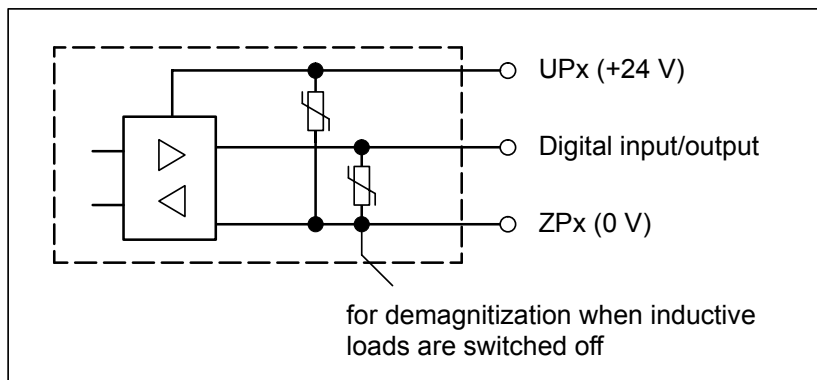 UPx (+24 V)
Digital input/output
ZPx (0 V)
for demagnitization when inductive
loads are switched off